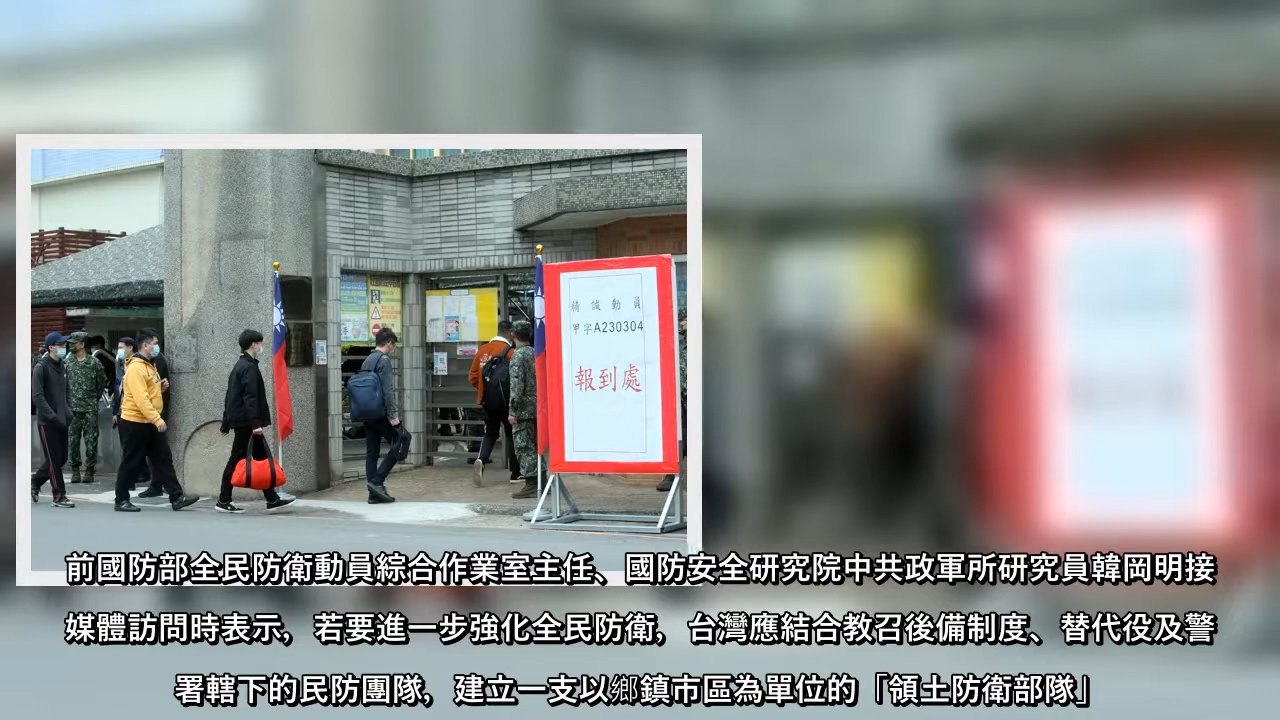 精誠動員
甲字A230304
報到處
前國防部全民防衛動員綜合作業室主任、國防安全研究院中共政軍所研究員韓岡明接
媒體訪問時表示，若要進一步強化全民防衛，台灣應結合教召後備制度、替代役及警
署轄下的民防團隊，建立一支以鄉鎮市區為單位的「領土防衛部隊」